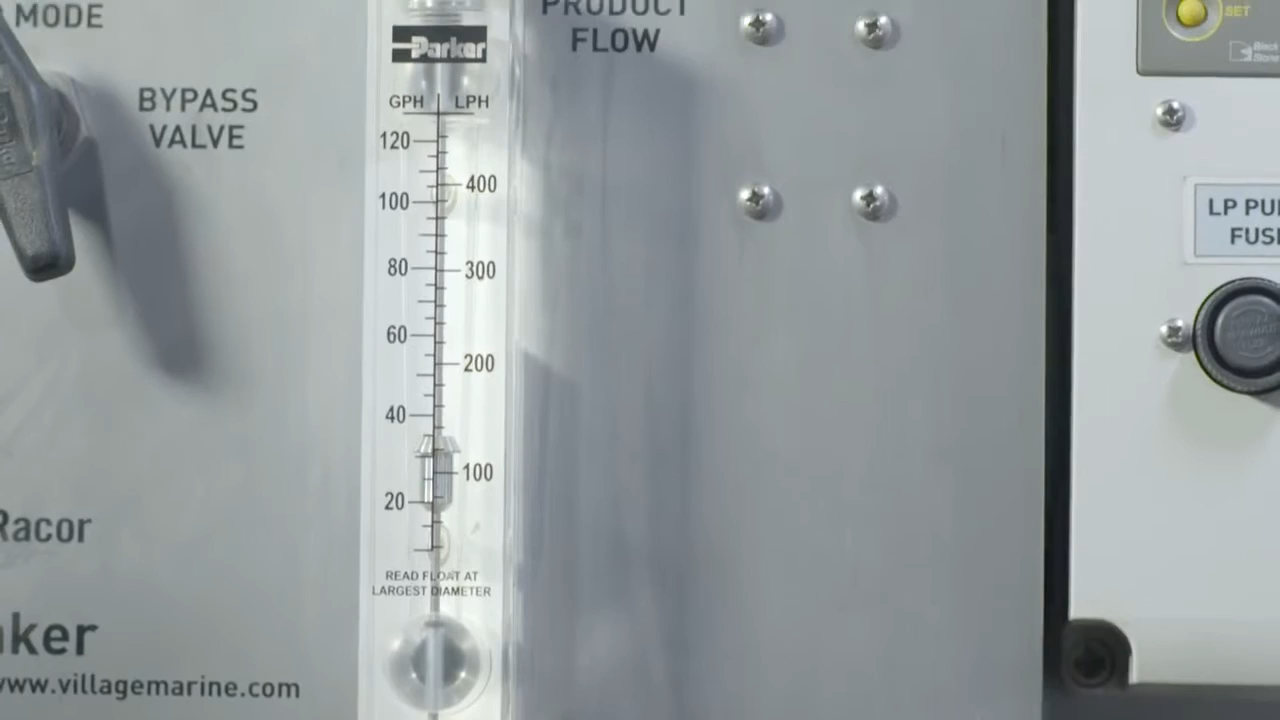 MODE
BYPASS
VALVE
Parker
PRODUCT
FLOW
GPH LPH
120
400
100
80
300
60
200
40
100
20
READ FLOAT AT
LARGEST DIAMETER
SET
LP PU
FUS
Racor
ker
www.villagemarine.com